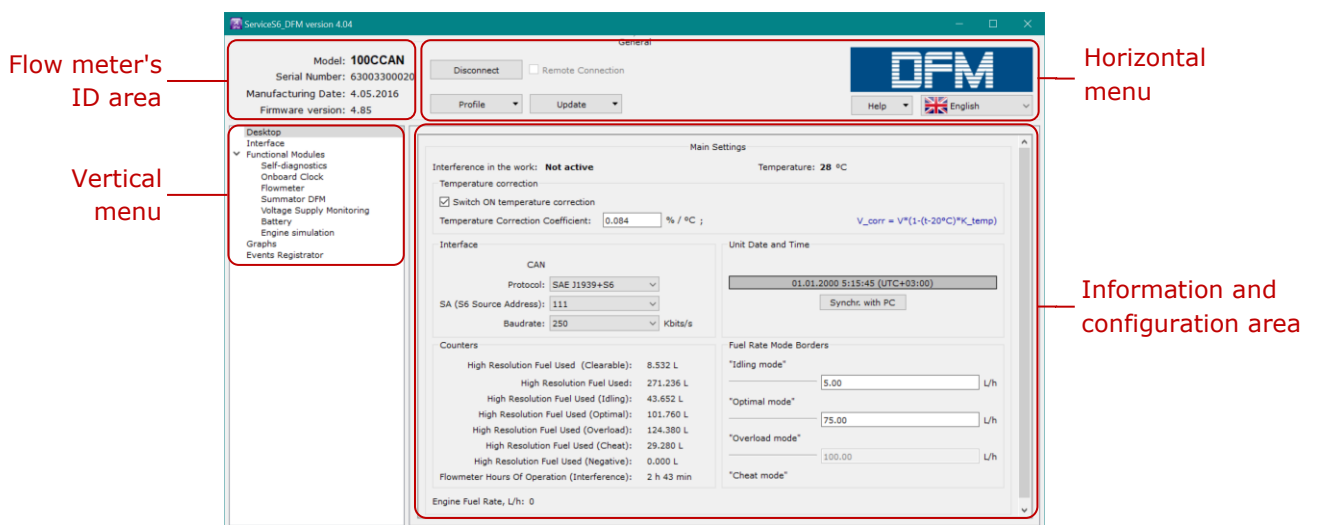 ServiceS6_DFM version 4.04
General
Flow meter's
ID area
Model: 100CCAN
Serial Number: 63003300020
Manufacturing Date: 4.05.2016
Firmware version: 4.85
Disconnect
Remote Connection
Profile
Update
DFM
Help
English
Horizontal
menu
Vertical
menu
Desktop
Interface
Functional Modules
Self-diagnostics
Onboard Clock
Flowmeter
Summator DFM
Voltage Supply Monitoring
Battery
Engine simulation
Graphs
Events Registrator
Main Settings
Interference in the work: Not active
Temperature: 28 ºC
Temperature correction
Switch ON temperature correction
Temperature Correction Coefficient: 0.084 % / ºC ;
V_corr = V*(1-(t-20°C)*K_temp)
Interface
CAN
Protocol: SAE J1939+S6
SA (S6 Source Address): 111
Baudrate: 250 Kbits/s
Unit Date and Time
01.01.2000 5:15:45 (UTC+03:00)
Synchr. with PC
Counters
High Resolution Fuel Used (Clearable): 8.532 L
High Resolution Fuel Used: 271.236 L
High Resolution Fuel Used (Idling): 43.652 L
High Resolution Fuel Used (Optimal): 101.760 L
High Resolution Fuel Used (Overload): 124.380 L
High Resolution Fuel Used (Cheat): 29.280 L
High Resolution Fuel Used (Negative): 0.000 L
Flowmeter Hours Of Operation (Interference): 2 h 43 min
Fuel Rate Mode Borders
"Idling mode"
5.00 L/h
"Optimal mode"
75.00 L/h
"Overload mode"
100.00 L/h
"Cheat mode"
Engine Fuel Rate, L/h: 0
Information and
configuration area